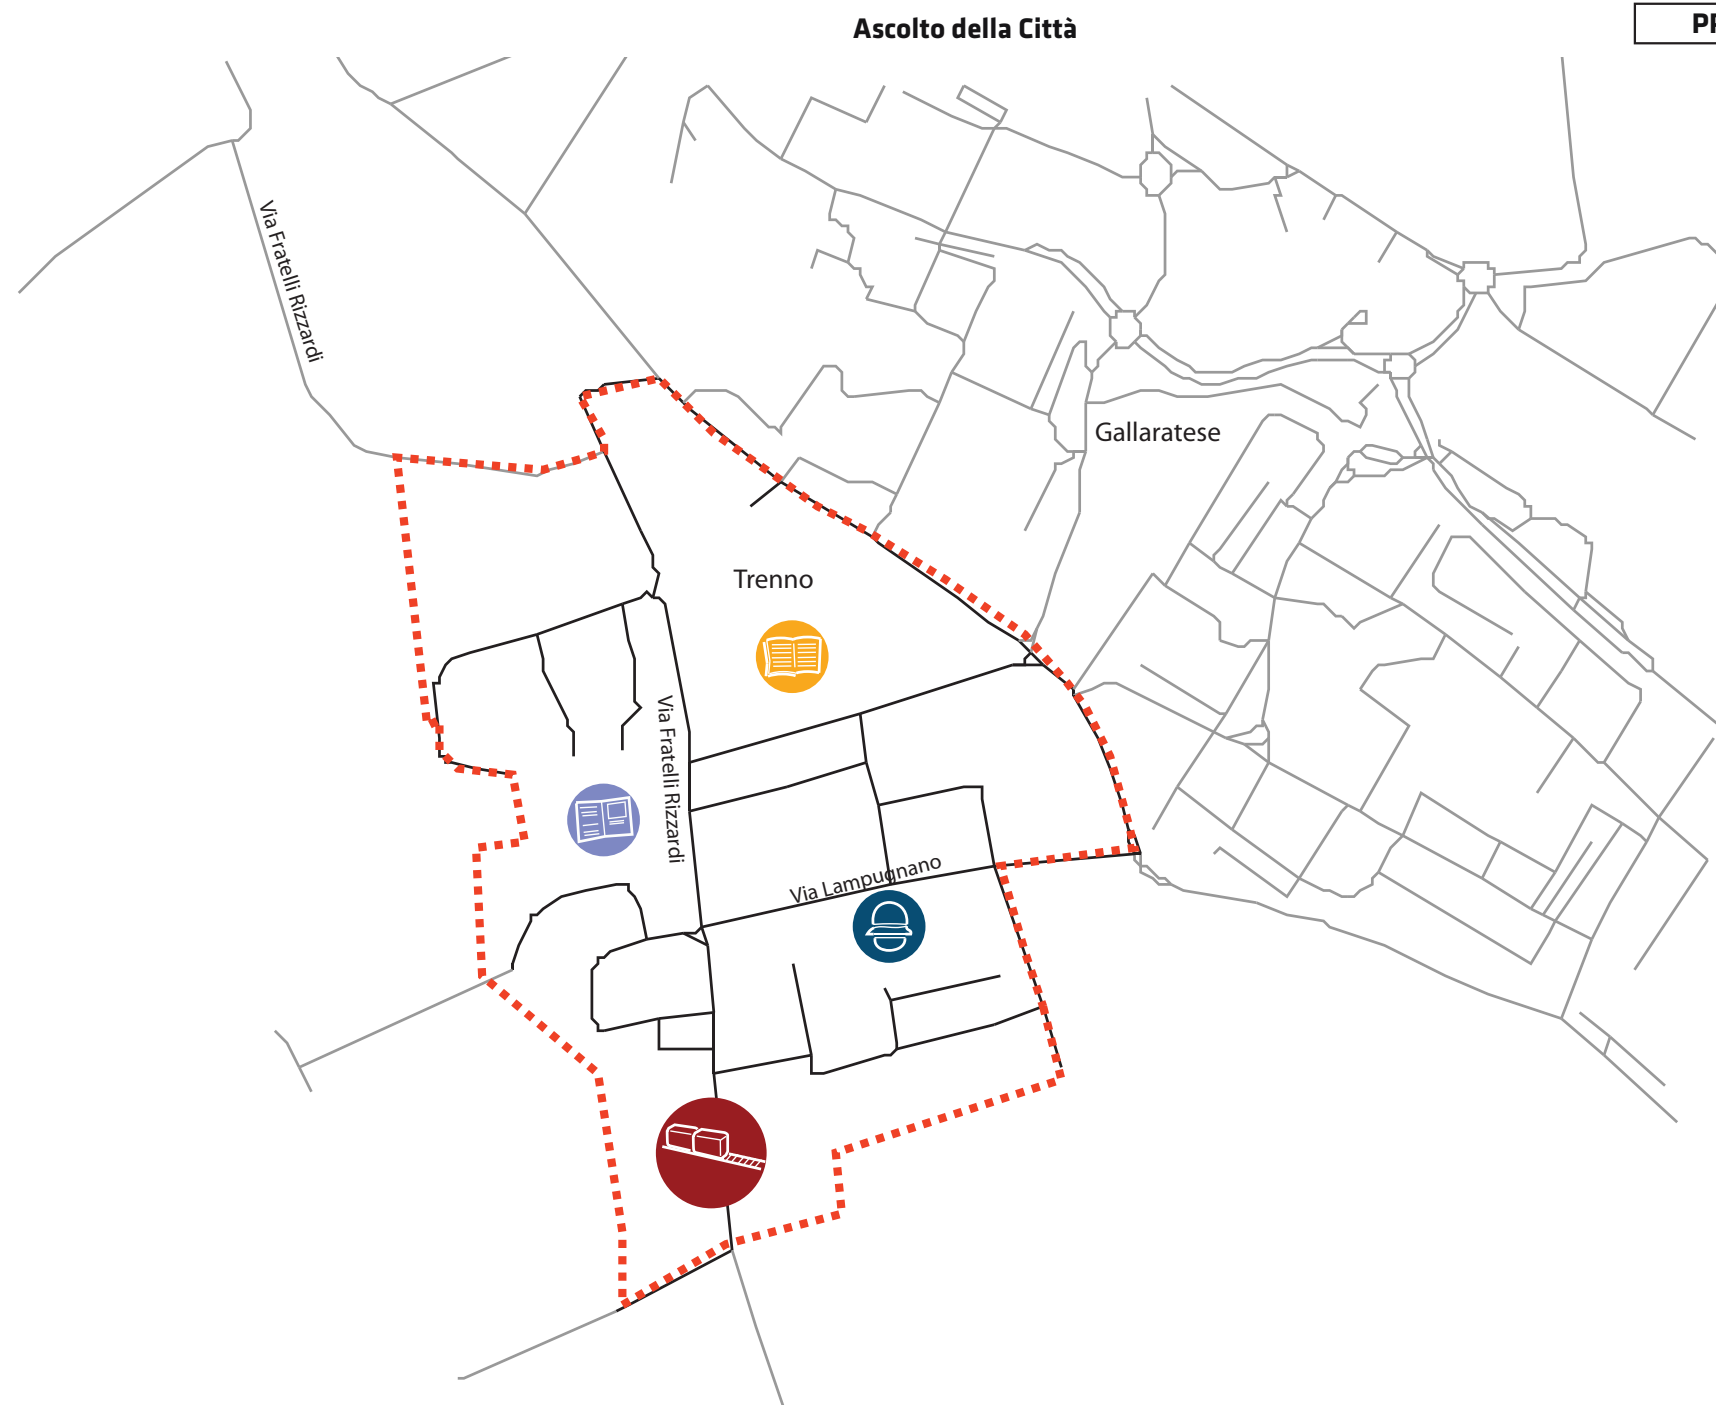 Ascolto della Città
Via Fratelli Rizzardi
Gallaratese
Trenno
Via Fratelli Rizzardi
Via Lampugnano